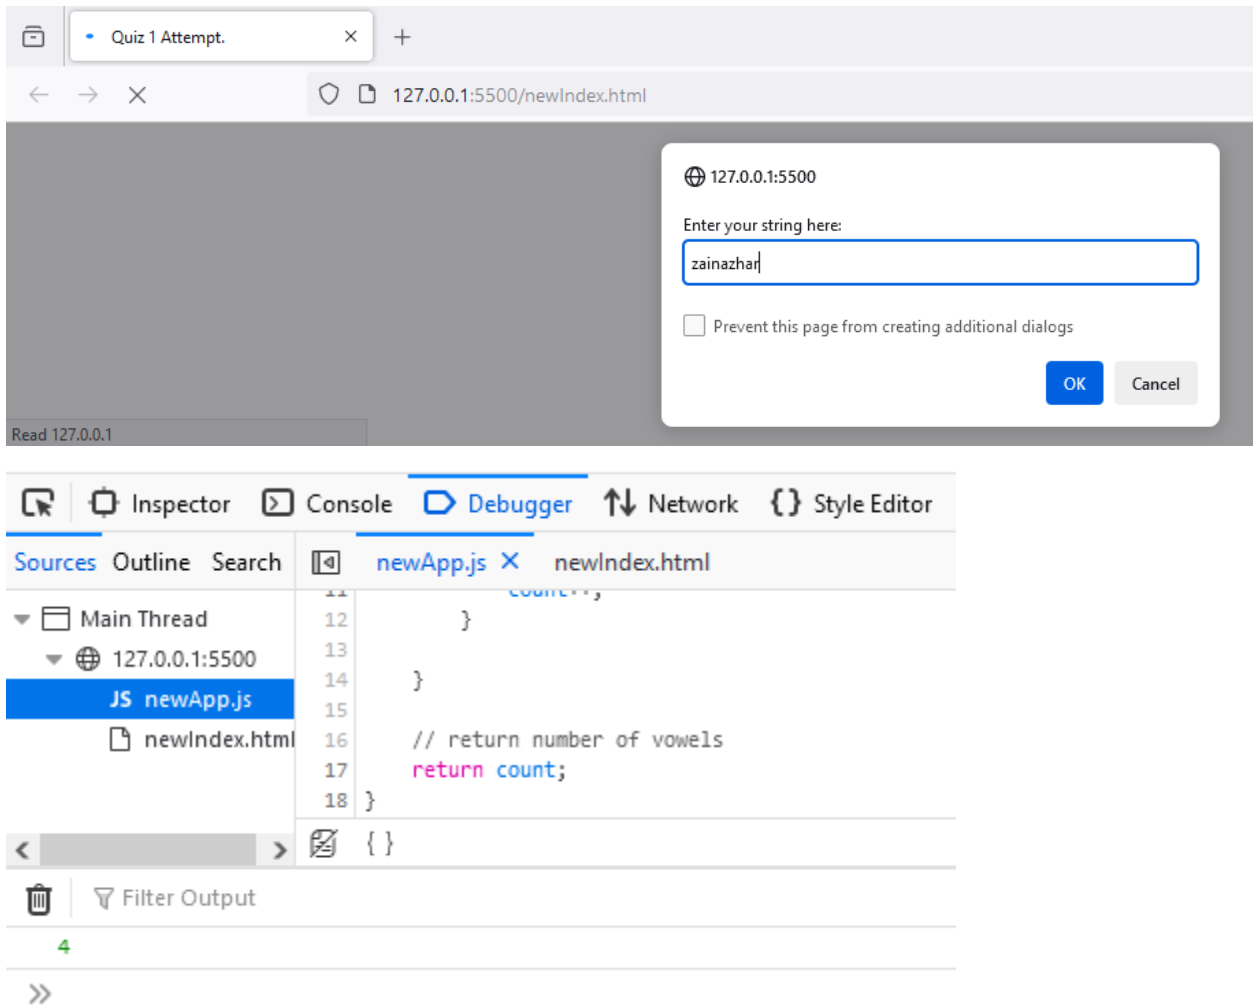 Quiz 1 Attempt.
127.0.0.1:5500/newIndex.html
127.0.0.1:5500
Enter your string here:
zainazhar
Prevent this page from creating additional dialogs
OK Cancel
Read 127.0.0.1
Inspector Console Debugger Network {} Style Editor
Sources Outline Search newApp.js newIndex.html
Main Thread
127.0.0.1:5500
JS newApp.js
newIndex.html
11 count++;
12 }
13
14 }
15
16 // return number of vowels
17 return count;
18 }
{ }
Filter Output
4
>>